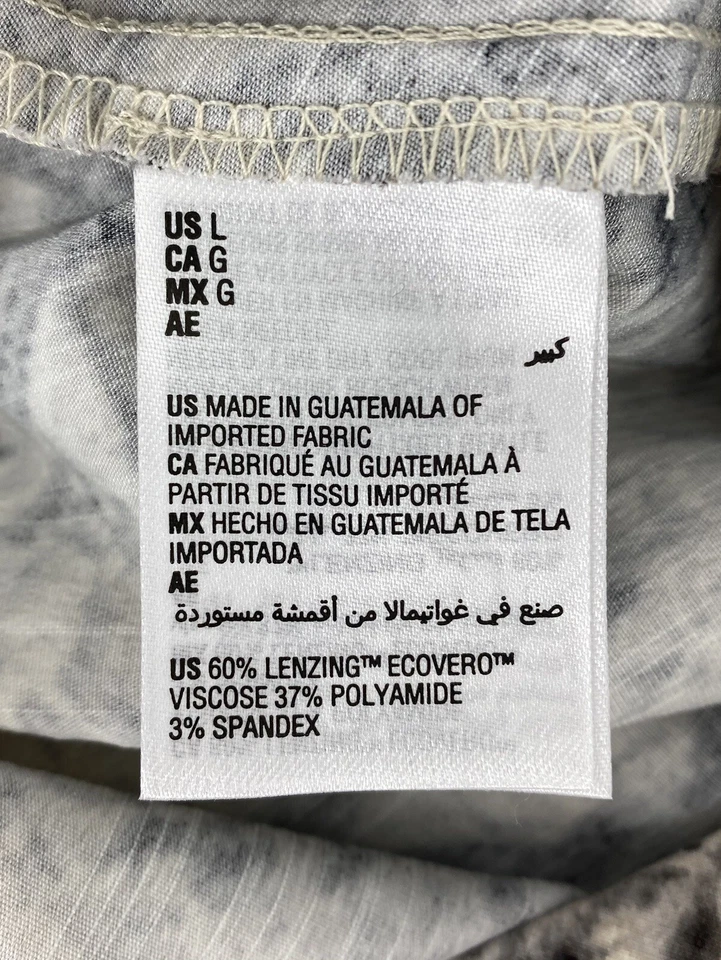 US L
CA G
MX G
AE
كبير
US MADE IN GUATEMALA OF
IMPORTED FABRIC
CA FABRIQUÉ AU GUATEMALA À
PARTIR DE TISSU IMPORTÉ
MX HECHO EN GUATEMALA DE TELA
IMPORTADA
AE
صنع في غواتيمالا من أقمشة مستوردة
US 60% LENZING™ ECOVERO™
VISCOSE 37% POLYAMIDE
3% SPANDEX